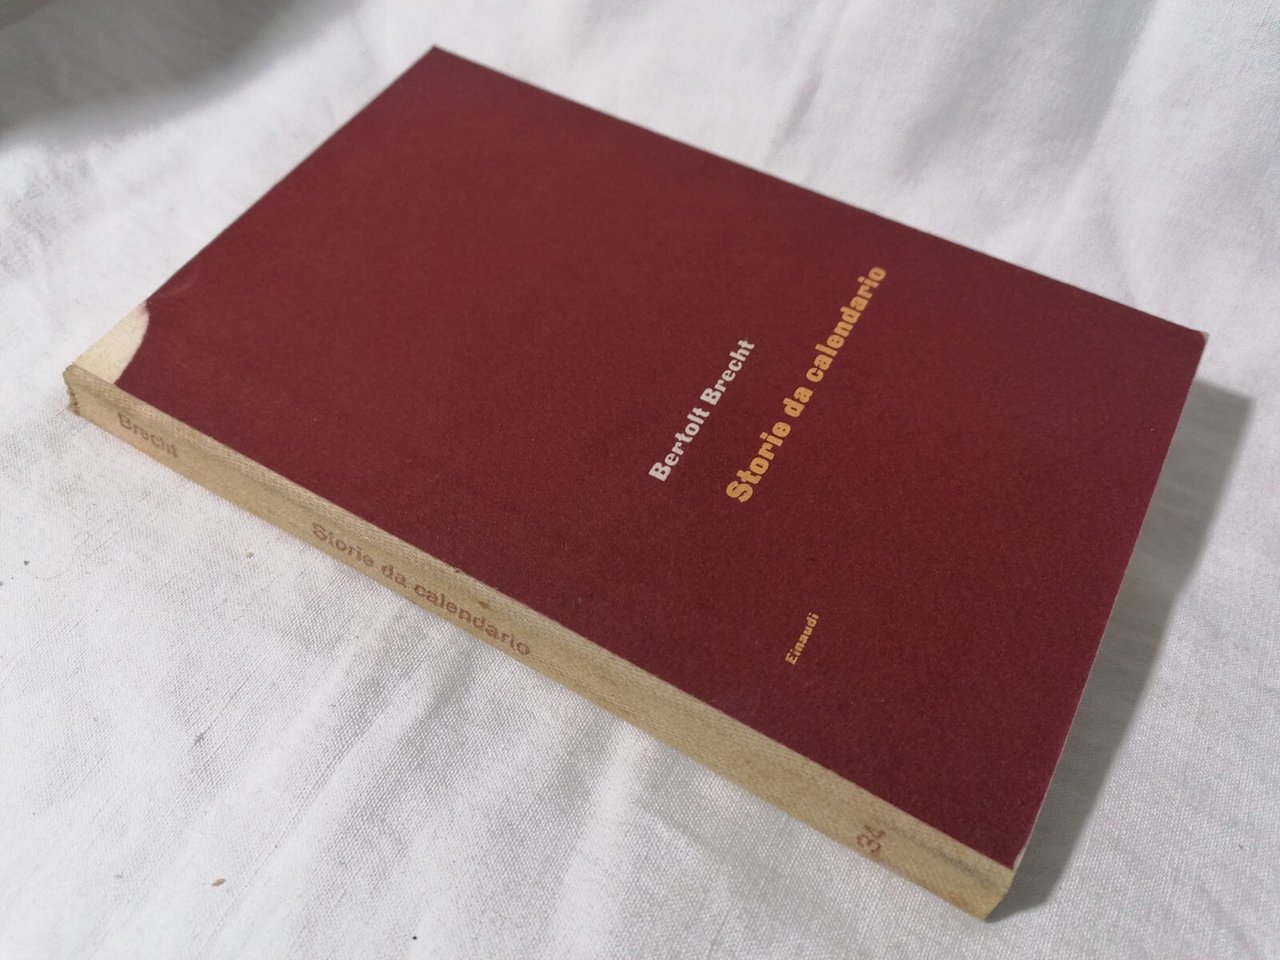 Bertolt Brecht
Storie da calendario
Einaudi
Brecht
Storie da calendario
34